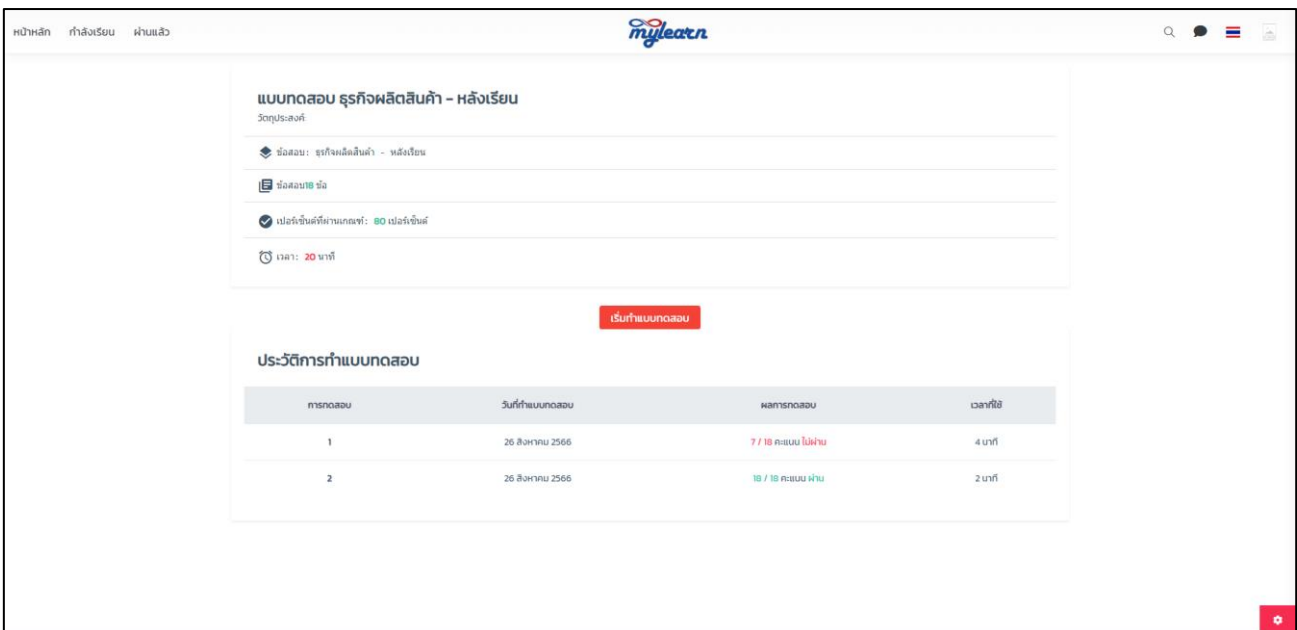 หน้าหลัก กำลังเรียน ผ่านแล้ว mylearn
แบบทดสอบ ธุรกิจผลิตสินค้า - หลังเรียน
วัตถุประสงค์
ข้อสอบ: ธุรกิจผลิตสินค้า - หลังเรียน
ข้อสอบ18 ข้อ
เปอร์เซ็นต์ที่ผ่านเกณฑ์: 80 เปอร์เซ็นต์
เวลา: 20 นาที
เริ่มทำแบบทดสอบ
ประวัติการทำแบบทดสอบ
การทดสอบ วันที่ทำแบบทดสอบ ผลการทดสอบ เวลาที่ใช้
1 26 สิงหาคม 2566 7 / 18 คะแนน ไม่ผ่าน 4 นาที
2 26 สิงหาคม 2566 18 / 18 คะแนน ผ่าน 2 นาที